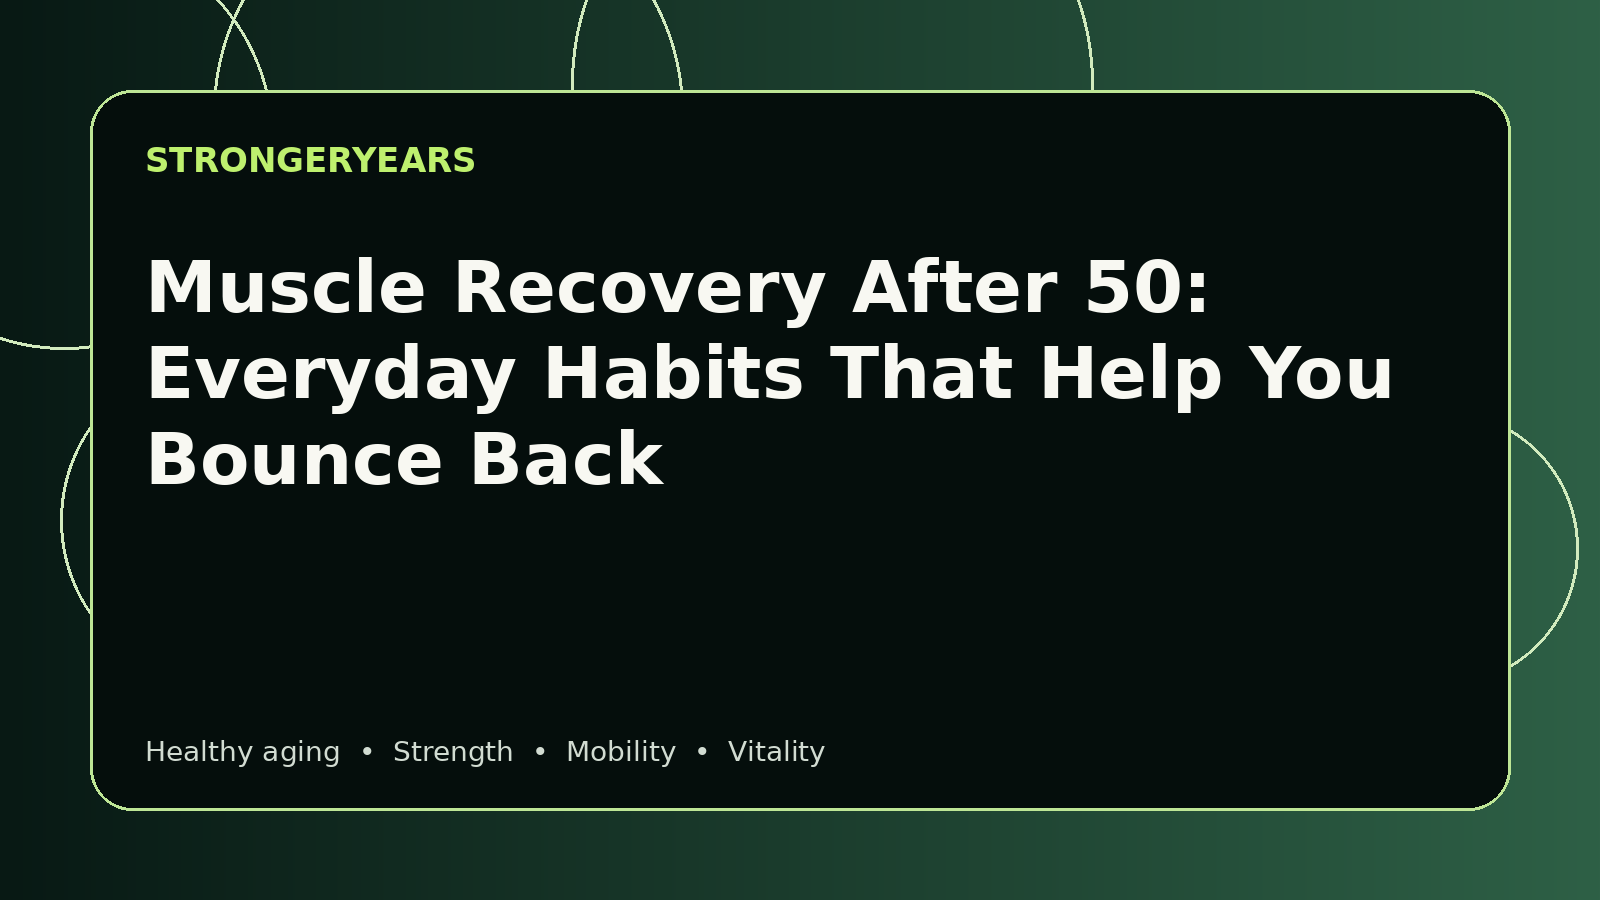 STRONGERYEARS
Muscle Recovery After 50:
Everyday Habits That Help You
Bounce Back
Healthy aging • Strength • Mobility • Vitality